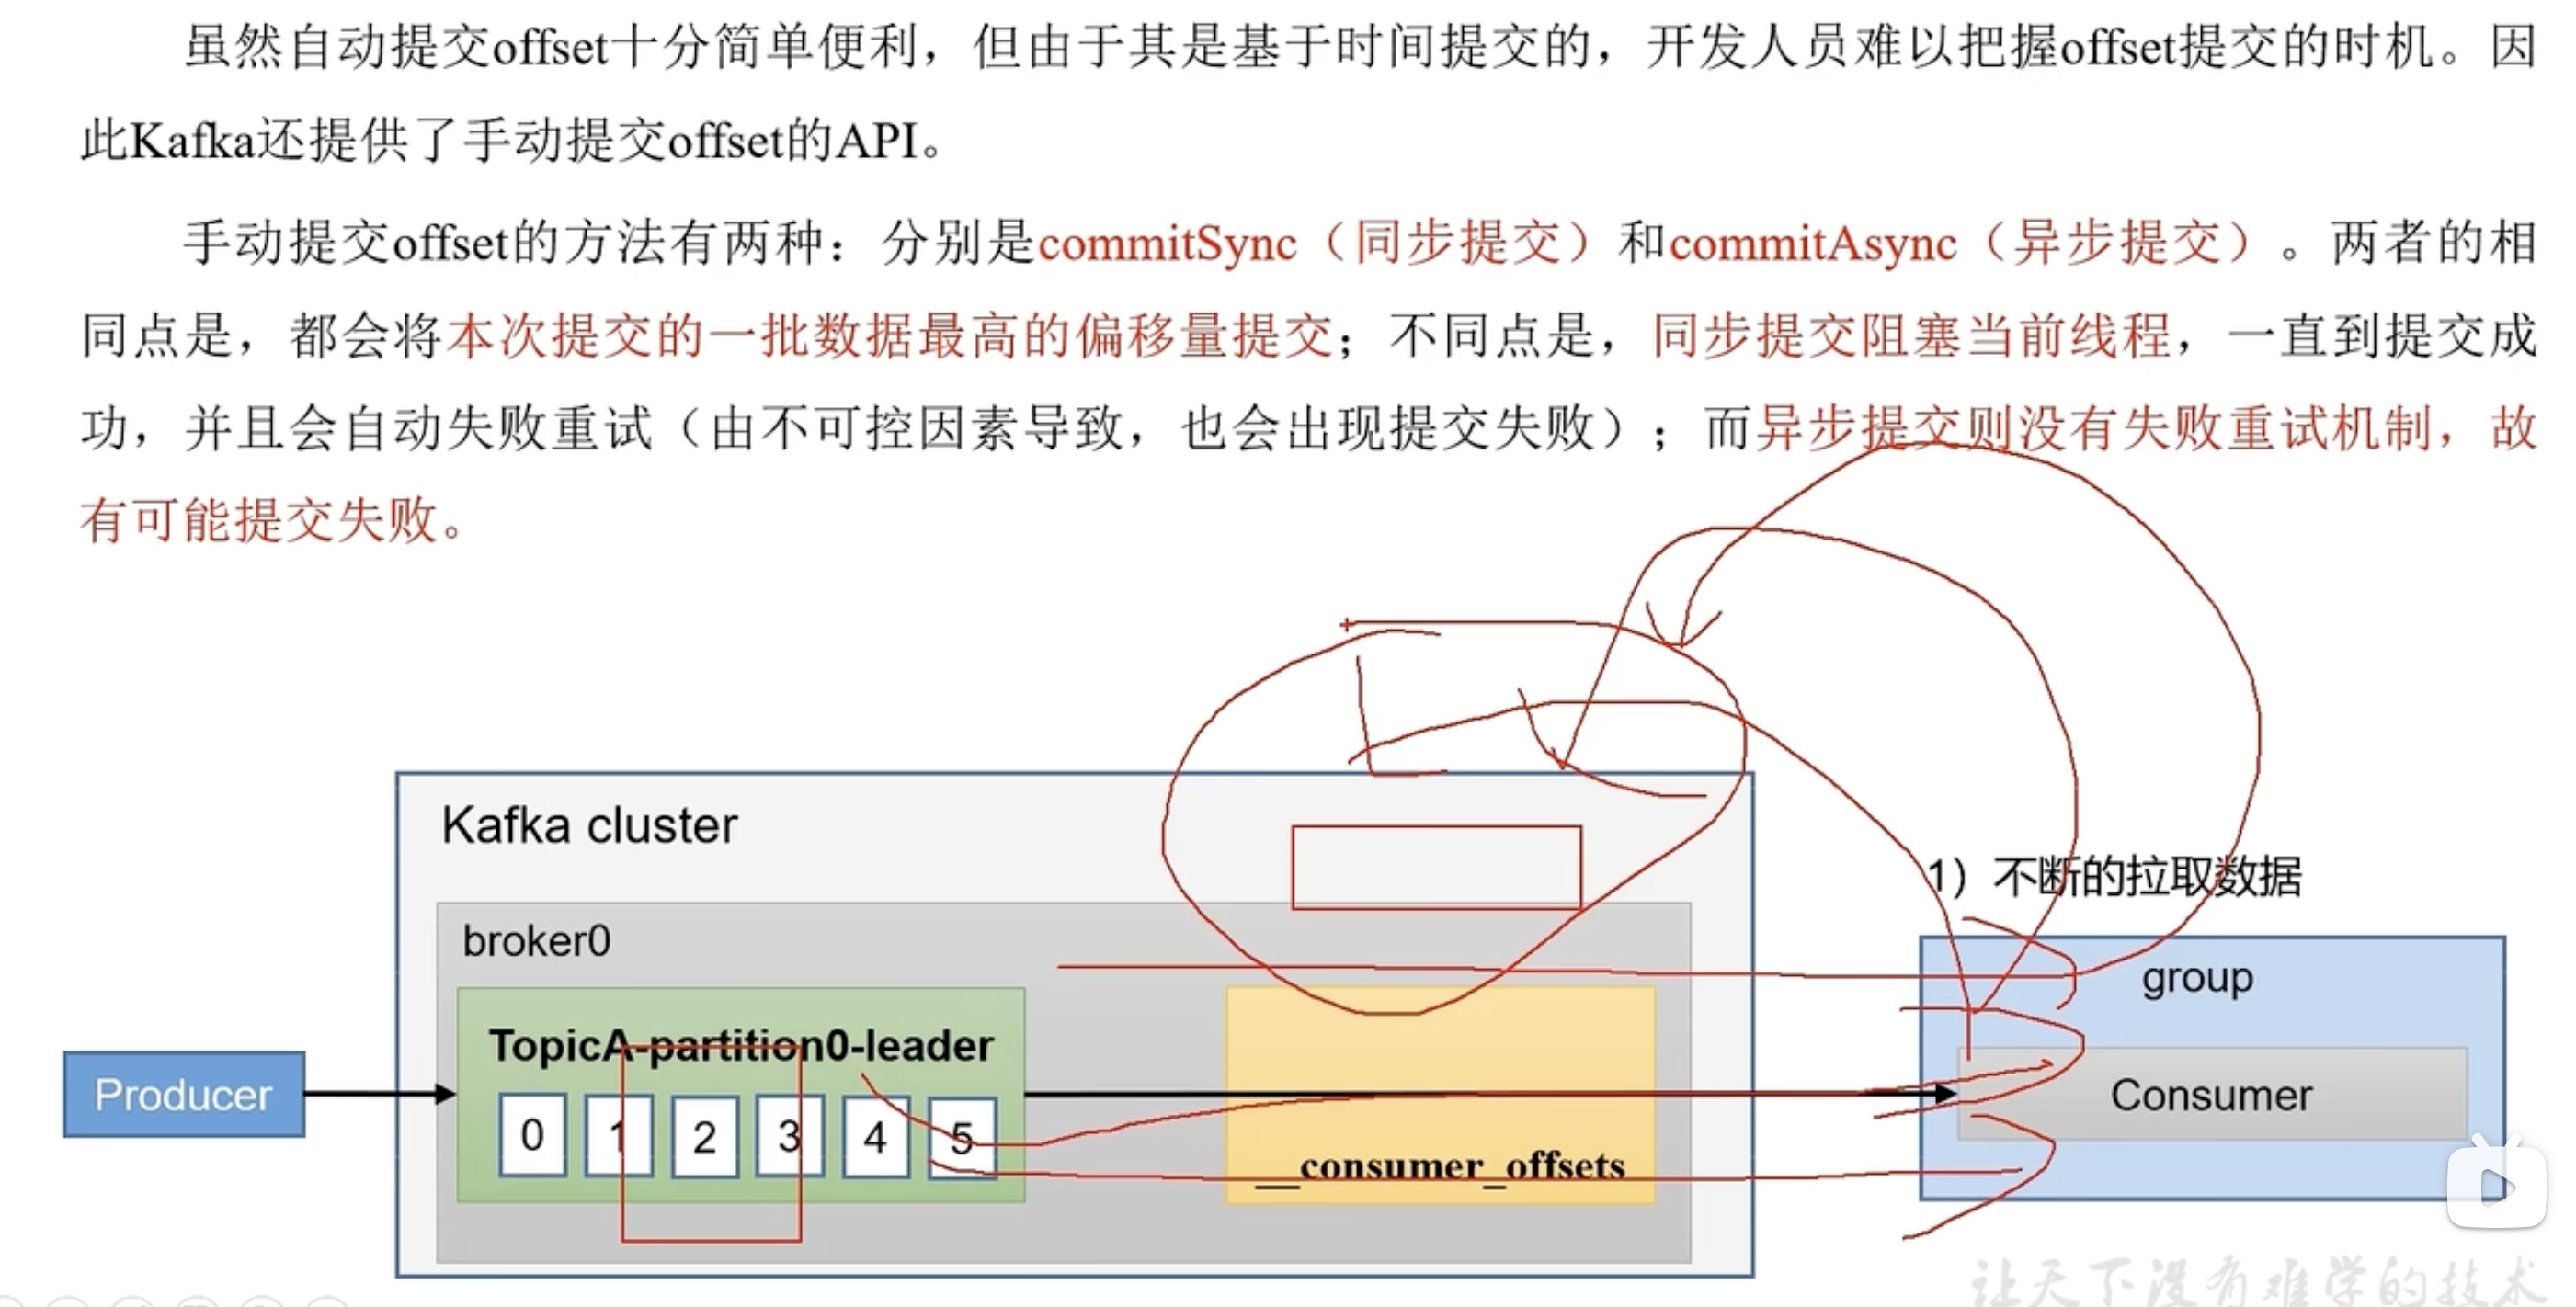 虽然自动提交offset十分简单便利，但由于其是基于时间提交的，开发人员难以把握offset提交的时机。因
此Kafka还提供了手动提交offset的API。
手动提交offset的方法有两种：分别是commitSync（同步提交）和commitAsync（异步提交）。两者的相
同点是，都会将本次提交的一批数据最高的偏移量提交；不同点是，同步提交阻塞当前线程，一直到提交成
功，并且会自动失败重试（由不可控因素导致，也会出现提交失败）；而异步提交则没有失败重试机制，故
有可能提交失败。
Kafka cluster
broker0
TopicA-partition0-leader
0 1 2 3 4 5
Producer
__consumer_offsets
1）不断的拉取数据
group
Consumer
让天下没有难学的技术